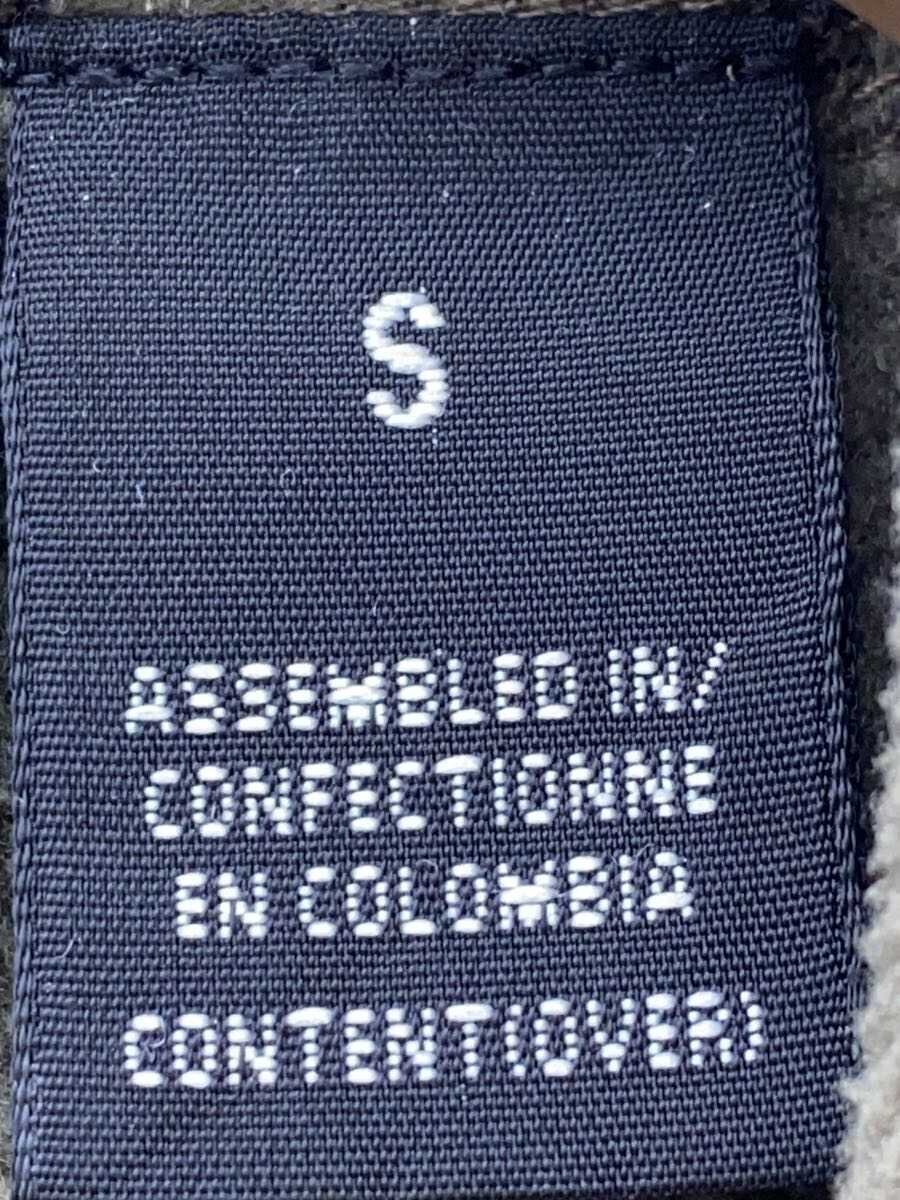 S
ASSEMBLED IN/
CONFECTIONNE
EN COLOMBIA
CONTENT(OVER)